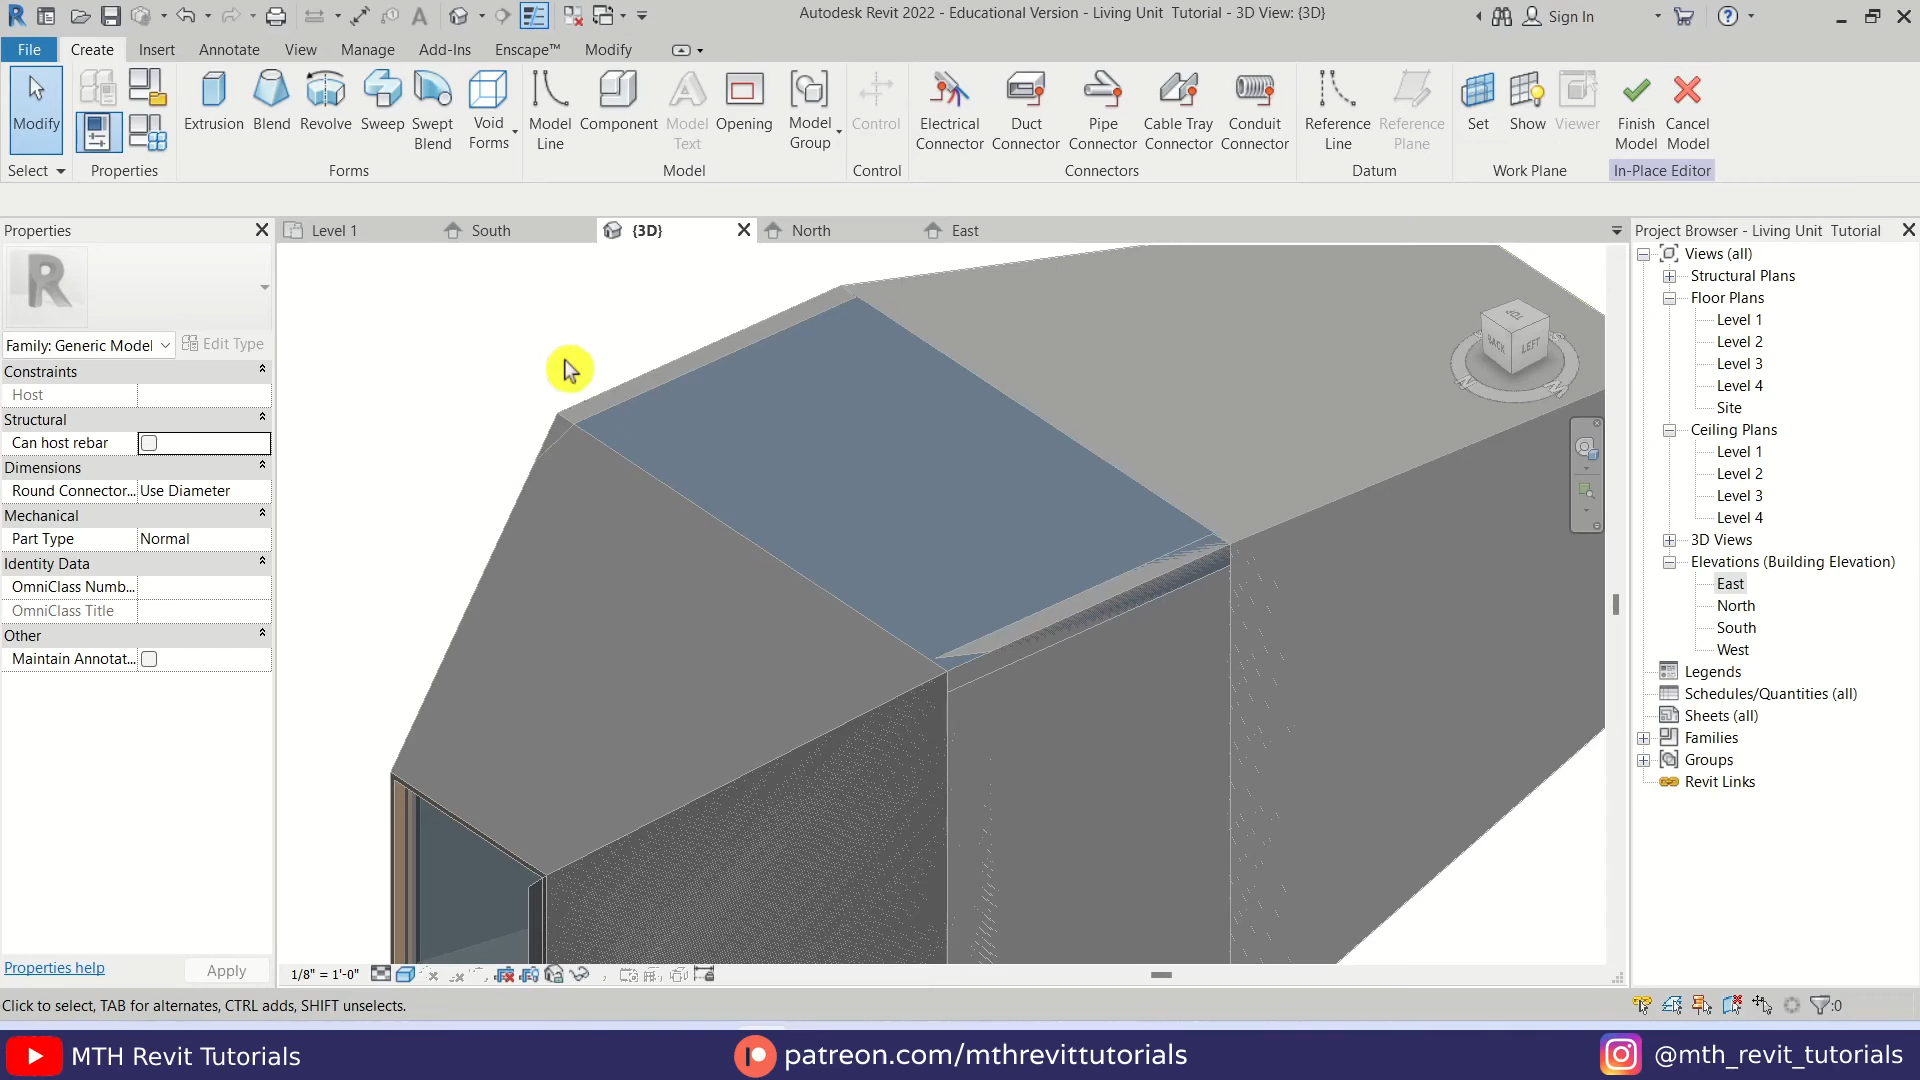 Autodesk Revit 2022 - Educational Version - Living Unit Tutorial - 3D View: {3D}
Sign In
File Create Insert Annotate View Manage Add-Ins Enscape™ Modify
Modify
Extrusion Blend Revolve Sweep Swept Blend Void Forms
Model Line Component Model Text Opening Model Group
Control
Electrical Connector Duct Connector Pipe Connector Cable Tray Connector Conduit Connector
Reference Line Reference Plane
Set Show Viewer
Finish Model Cancel Model
Select Properties Forms Model Control Connectors Datum Work Plane In-Place Editor
Properties
Level 1 South {3D} North East
Project Browser - Living Unit Tutorial
R
Family: Generic Model Edit Type
Constraints
Host
Structural
Can host rebar
Dimensions
Round Connector... Use Diameter
Mechanical
Part Type Normal
Identity Data
OmniClass Numb...
OmniClass Title
Other
Maintain Annotat...
Properties help Apply
TOP
BACK LEFT
Views (all)
Structural Plans
Floor Plans
Level 1
Level 2
Level 3
Level 4
Site
Ceiling Plans
Level 1
Level 2
Level 3
Level 4
3D Views
Elevations (Building Elevation)
East
North
South
West
Legends
Schedules/Quantities (all)
Sheets (all)
Families
Groups
Revit Links
1/8" = 1'-0"
Click to select, TAB for alternates, CTRL adds, SHIFT unselects.
:0
MTH Revit Tutorials
patreon.com/mthrevittutorials
@mth_revit_tutorials